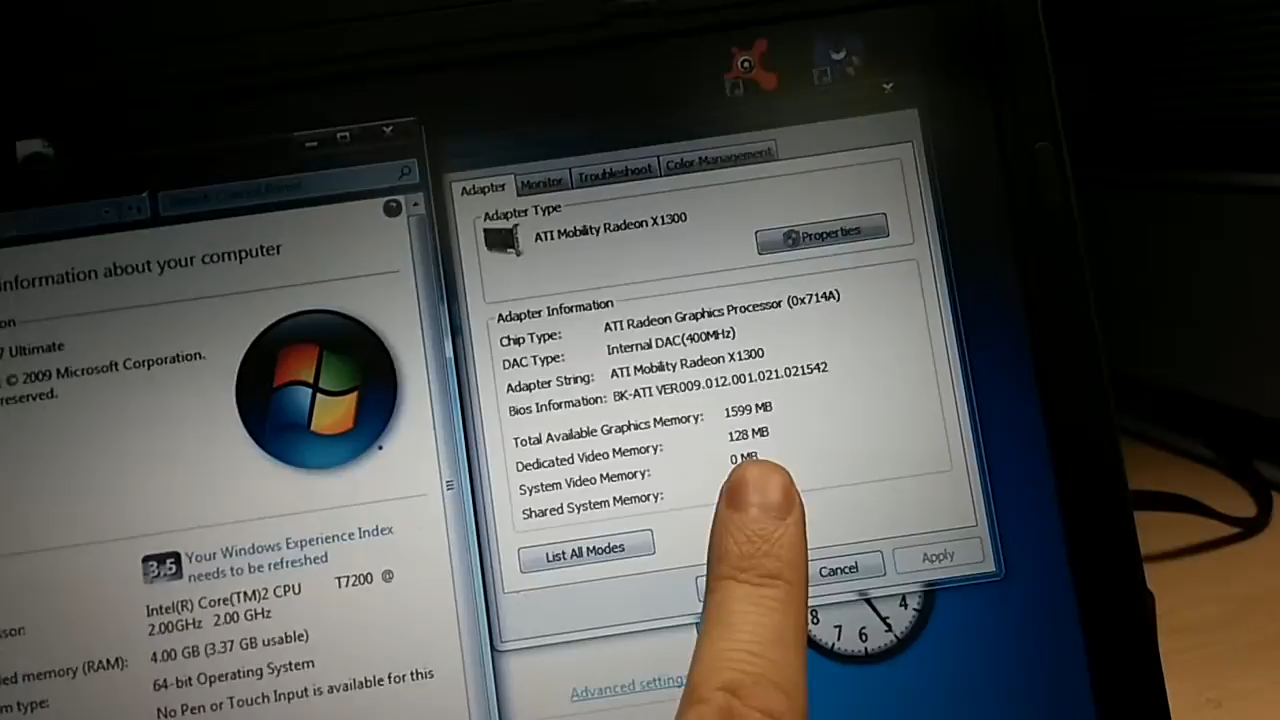 information about your computer
7 Ultimate
© 2009 Microsoft Corporation.
reserved.
3.5
Your Windows Experience Index
needs to be refreshed
Intel(R) Core(TM)2 CPU T7200 @
2.00GHz 2.00 GHz
4.00 GB (3.37 GB usable)
64-bit Operating System
No Pen or Touch Input is available for this
Adapter
Monitor
Troubleshoot
Color Management
Adapter Type
ATI Mobility Radeon X1300
Properties
Adapter Information
Chip Type: ATI Radeon Graphics Processor (0x714A)
DAC Type: Internal DAC(400MHz)
Adapter String: ATI Mobility Radeon X1300
Bios Information: BK-ATI VER009.012.001.021.021542
Total Available Graphics Memory: 1599 MB
Dedicated Video Memory: 128 MB
System Video Memory: 0 MB
Shared System Memory:
List All Modes
Cancel
Apply
8 7 6 5 4
Advanced setting